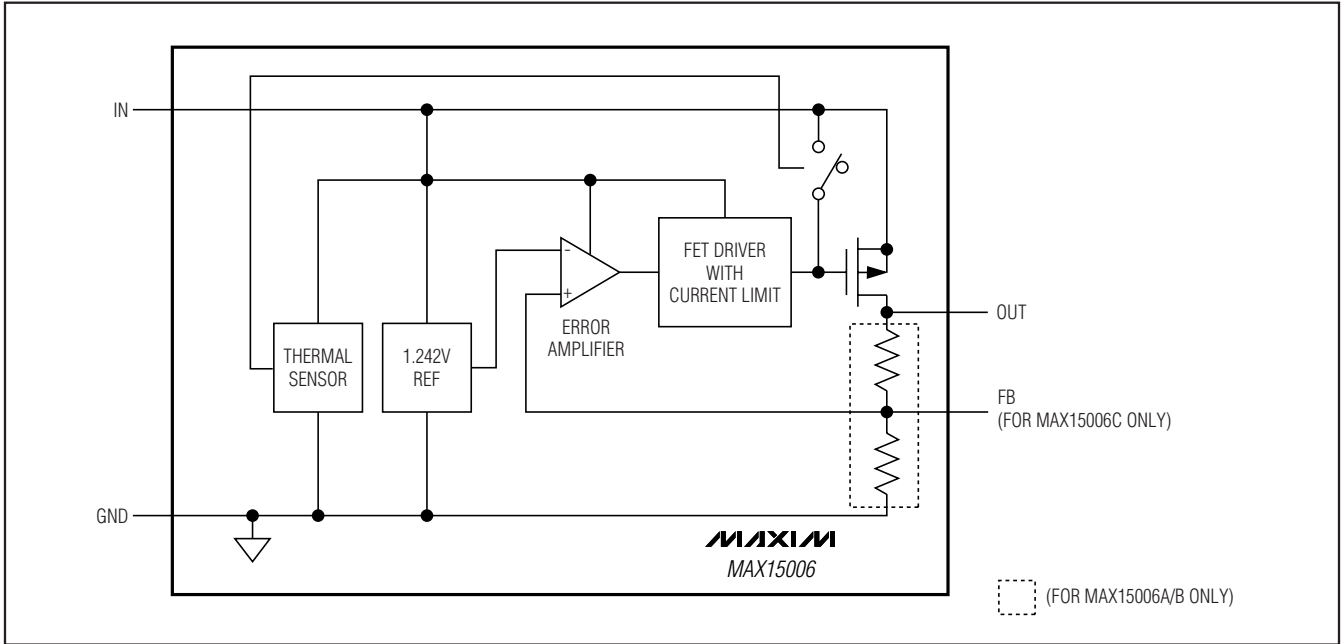 IN
FET DRIVER
WITH
CURRENT LIMIT
-
+
ERROR
AMPLIFIER
OUT
THERMAL
SENSOR
1.242V
REF
FB
(FOR MAX15006C ONLY)
GND
MAXIM
MAX15006
(FOR MAX15006A/B ONLY)